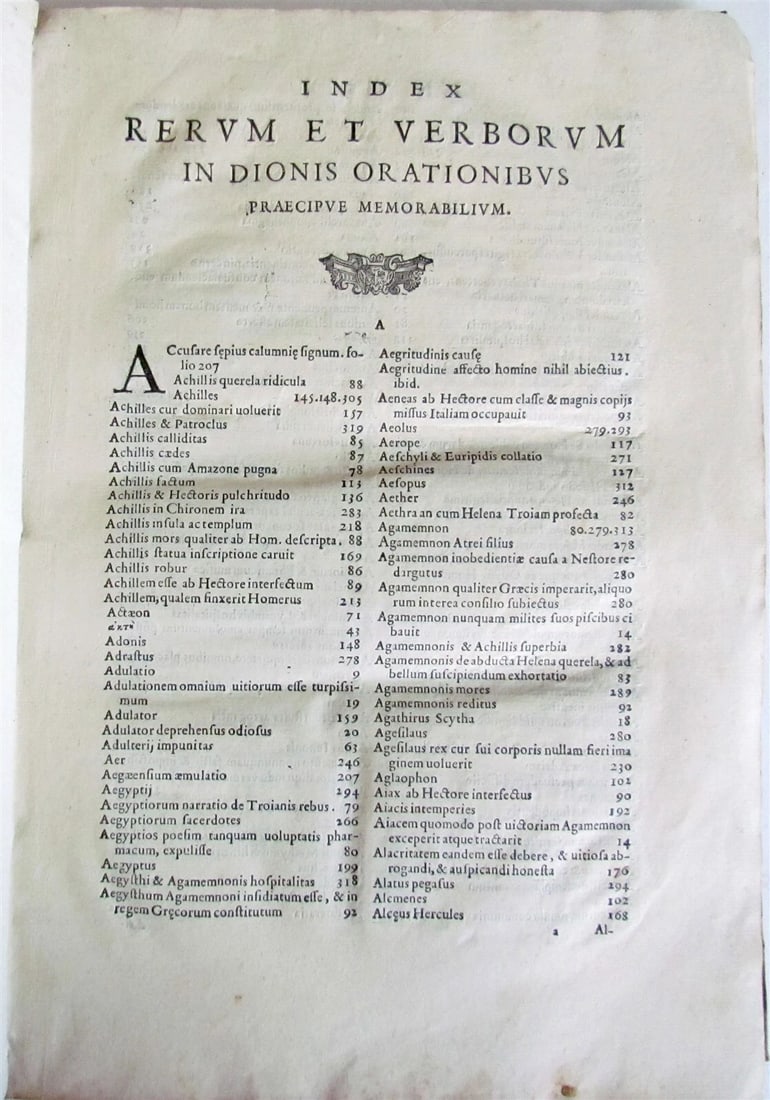 INDEX
RERVM ET VERBORVM
IN DIONIS ORATIONIBVS
PRAECIPVE MEMORABILIVM.
A
ACcuſare ſępius calumnię ſignum. fo-
lio 207
Achillis querela ridicula 88
Achilles 145.148.305
Achilles cur dominari uoluerit 157
Achilles & Patroclus 319
Achillis calliditas 85
Achillis cædes 87
Achillis cum Amazone pugna 78
Achillis factum 113
Achillis & Hectoris pulchritudo 136
Achillis in Chironem ira 283
Achillis inſula ac templum 218
Achillis mors qualiter ab Hom. deſcripta. 88
Achillis ſtatua inſcriptione caruit 169
Achillis robur 86
Achillem eſſe ab Hectore interfectum 89
Achillem, qualem finxerit Homerus 213
Actæon 71
43
Adonis 148
Adraſtus 278
Adulatio 9
Adulationem omnium uitiorum eſſe turpiſsi-
mum 19
Adulator 159
Adulator deprehenſus odioſus 20
Adulterij impunitas 63
Aer 246
Aegæenſium æmulatio 207
Aegyptij 294
Aegyptiorum narratio de Troianis rebus. 79
Aegyptiorum ſacerdotes 266
Aegyptios poeſim tanquam uoluptatis phar-
macum, expuliſſe 80
Aegyptus 199
Aegyſthi & Agamemnonis hoſpitalitas 318
Aegyſthum Agamemnoni inſidiatum eſſe, & in
regem Gręcorum conſtitutum 92
Aegritudinis cauſę 121
Aegritudine affecto homine nihil abiectius.
ibid.
Aeneas ab Hectore cum claſſe & magnis copijs
miſſus Italiam occupauit 93
Aeolus 279.293
Aerope 117
Aeſchyli & Euripidis collatio 271
Aeſchines 127
Aeſopus 312
Aether 246
Aethra an cum Helena Troiam profecta 82
Agamemnon 80.279.313
Agamemnon Atrei filius 278
Agamemnon inobedientiæ cauſa a Neſtore re-
dargutus 280
Agamemnon qualiter Græcis imperarit, aliquo
rum interea conſilio ſubiectus 280
Agamemnon nunquam milites ſuos piſcibus ci
bauit 14
Agamemnonis & Achillis ſuperbia 282
Agamemnonis de abducta Helena querela, & ad
bellum ſuſcipiendum exhortatio 83
Agamemnonis mores 289
Agamemnonis reditus 92
Agathirus Scytha 18
Ageſilaus 280
Ageſilaus rex cur ſui corporis nullam fieri ima
ginem uoluerit 230
Aglaophon 102
Aiax ab Hectore interfectus 90
Aiacis intemperies 192
Aiacem quomodo poſt uictoriam Agamemnon
exceperit atque tractarit 14
Alacritatem eandem eſſe debere, & uitioſa ab-
rogandi, & auſpicandi honeſta 176
Alatus pegaſus 294
Alcmenes 102
Alcęus Hercules 168
a Al-